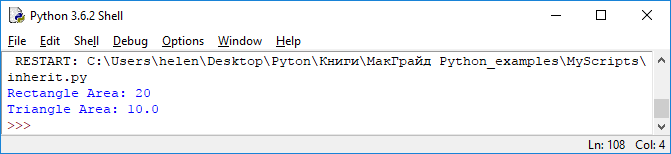 Python 3.6.2 Shell
File Edit Shell Debug Options Window Help
RESTART: C:\Users\helen\Desktop\Pyton\Книги\МакГрайд Python_examples\MyScripts\
inherit.py
Rectangle Area: 20
Triangle Area: 10.0
>>>
Ln: 108 Col: 4